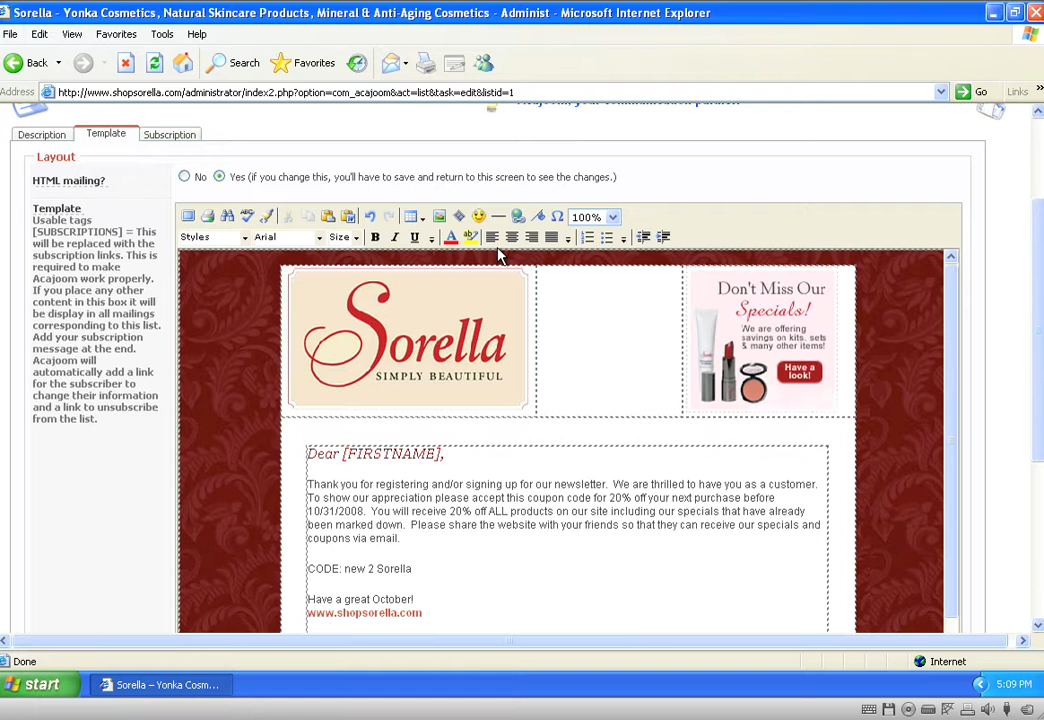 Sorella - Yonka Cosmetics, Natural Skincare Products, Mineral & Anti-Aging Cosmetics - Administ - Microsoft Internet Explorer
File Edit View Favorites Tools Help
Back Search Favorites
Address http://www.shopsorella.com/administrator/index2.php?option=com_acajoom&act=list&task=edit&listid=1 Go Links »
Description Template Subscription
Layout
HTML mailing?
No Yes (if you change this, you'll have to save and return to this screen to see the changes.)
Template
Usable tags
[SUBSCRIPTIONS] = This
will be replaced with the
subscription links. This is
required to make
Acajoom work properly.
If you place any other
content in this box it will
be display in all mailings
corresponding to this list.
Add your subscription
message at the end.
Acajoom will
automatically add a link
for the subscriber to
change their information
and a link to unsubscribe
from the list.
100%
Styles Arial Size B I U A ab
Sorella
SIMPLY BEAUTIFUL
Don't Miss Our
Specials!
We are offering
savings on kits, sets
& many other items!
Have a
look!
Dear [FIRSTNAME],
Thank you for registering and/or signing up for our newsletter. We are thrilled to have you as a customer.
To show our appreciation please accept this coupon code for 20% off your next purchase before
10/31/2008. You will receive 20% off ALL products on our site including our specials that have already
been marked down. Please share the website with your friends so that they can receive our specials and
coupons via email.
CODE: new 2 Sorella
Have a great October!
www.shopsorella.com
Done Internet
start Sorella – Yonka Cosm... 5:09 PM